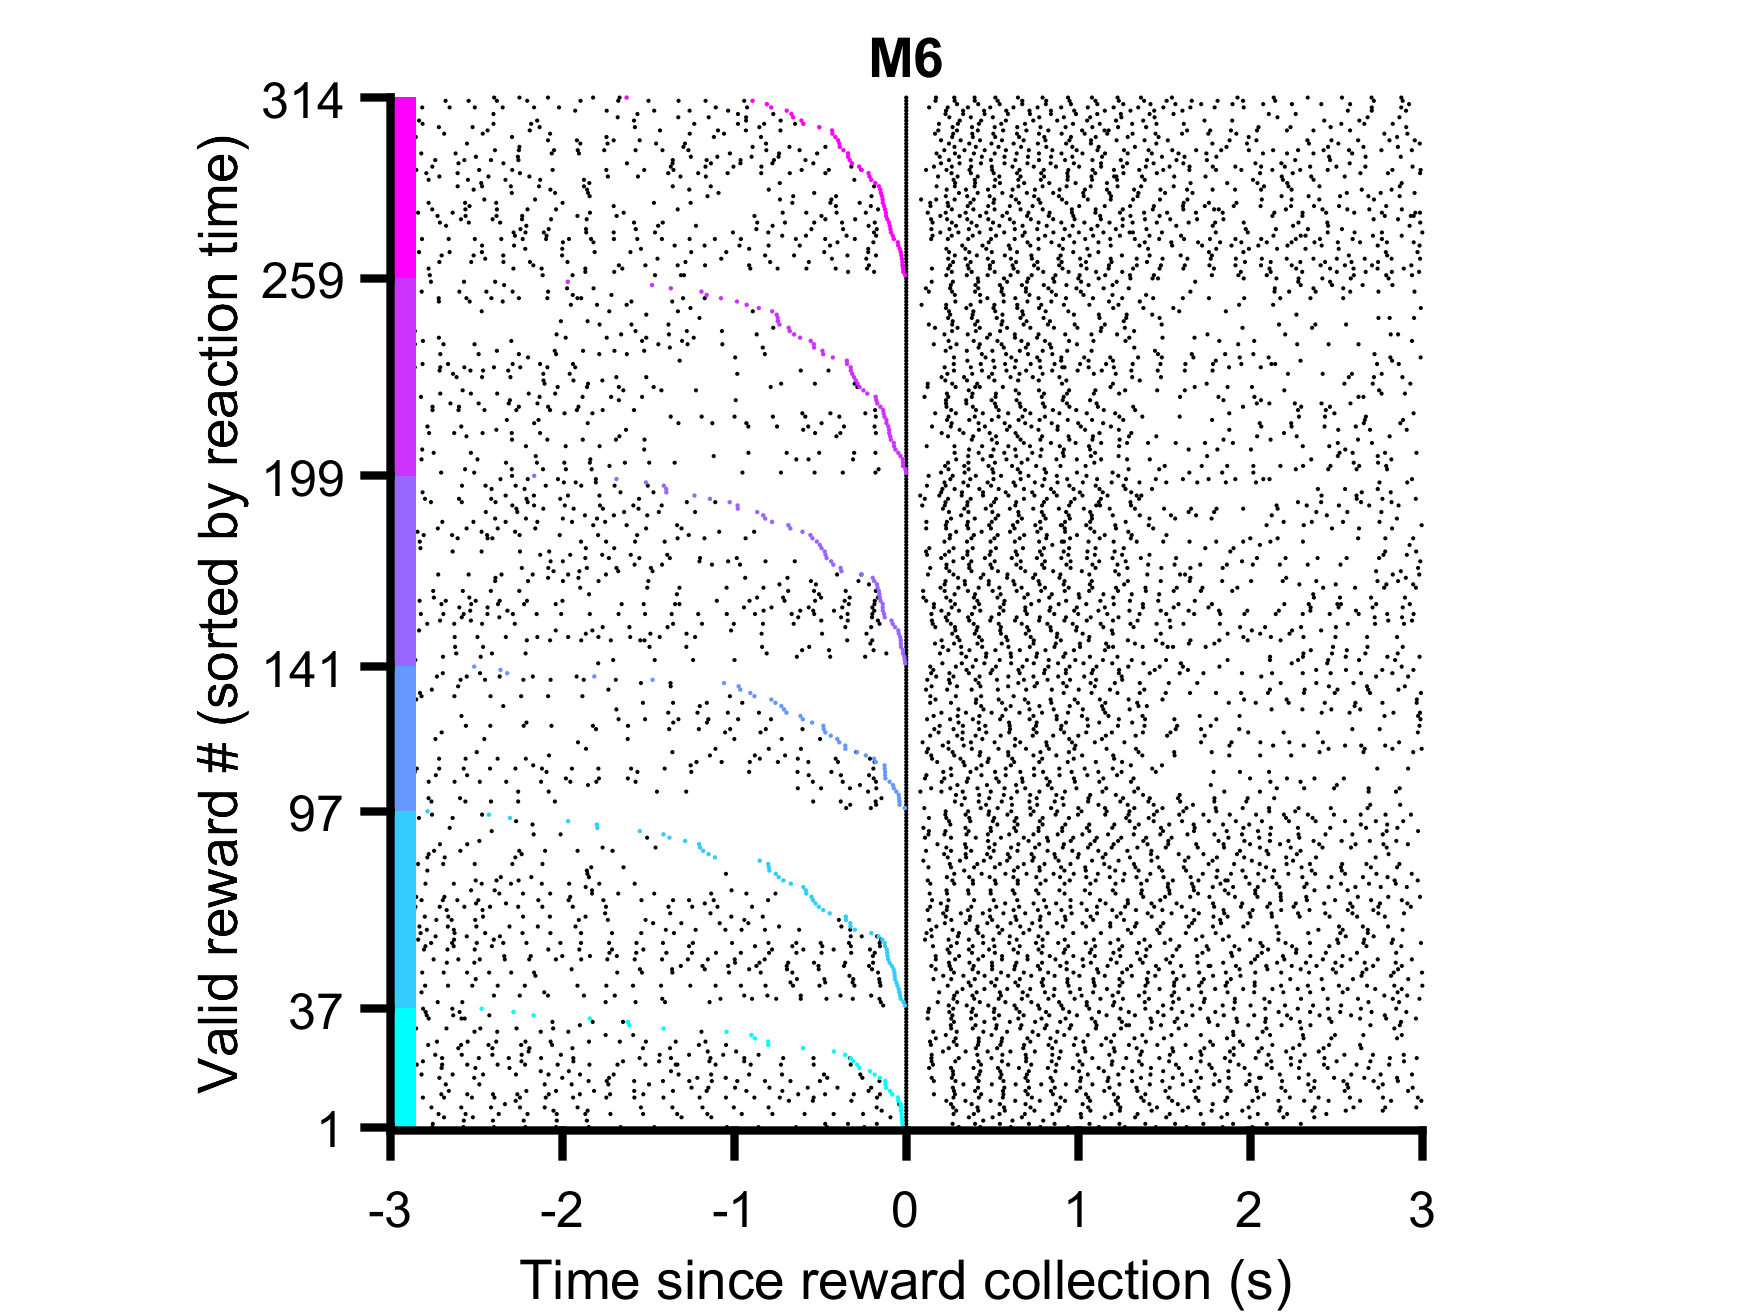 M6
Valid reward # (sorted by reaction time)
314
259
199
141
97
37
1
-3 -2 -1 0 1 2 3
Time since reward collection (s)